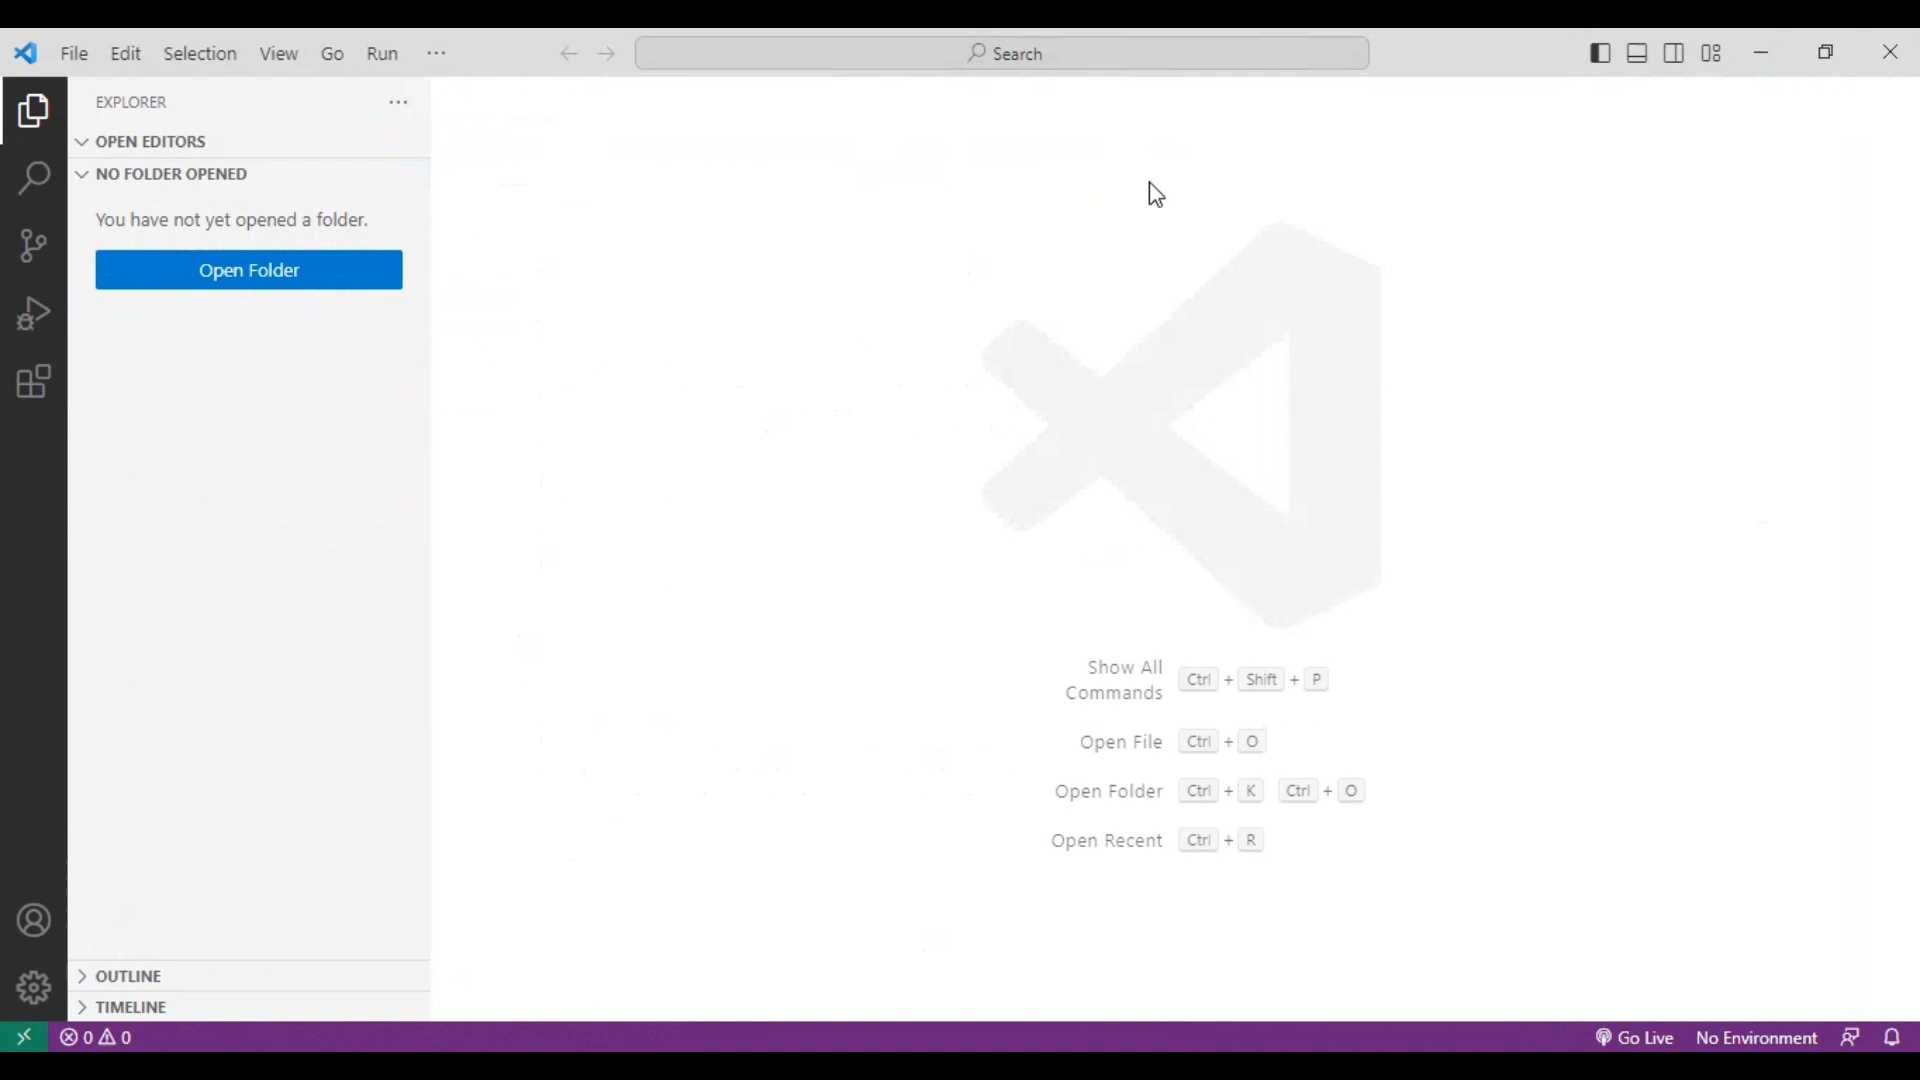 File Edit Selection View Go Run ···
Search
EXPLORER ···
OPEN EDITORS
NO FOLDER OPENED
You have not yet opened a folder.
Open Folder
Show All
Commands Ctrl + Shift + P
Open File Ctrl + O
Open Folder Ctrl + K Ctrl + O
Open Recent Ctrl + R
OUTLINE
TIMELINE
0 0 Go Live No Environment